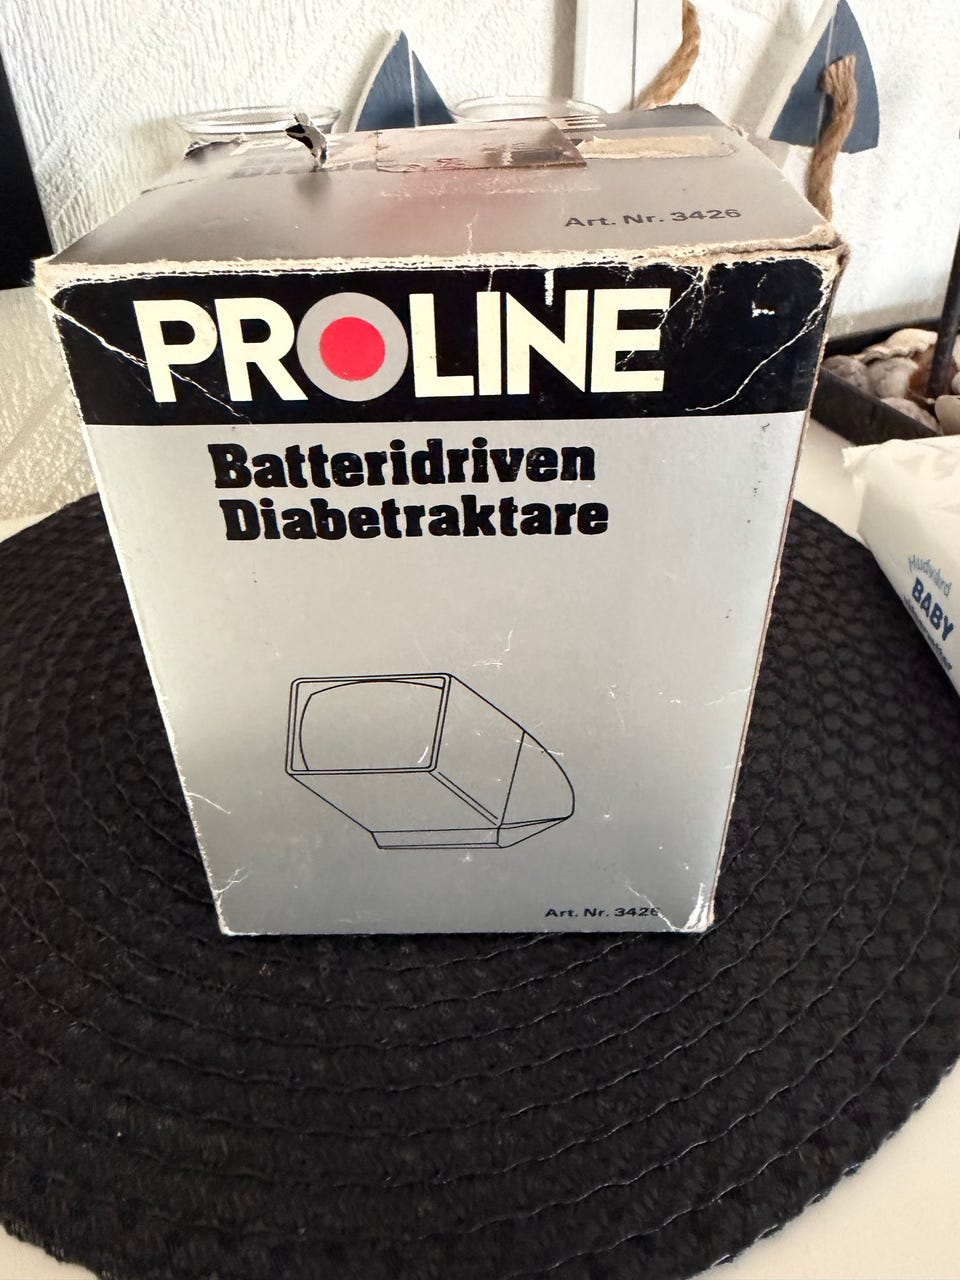 Art. Nr. 3426
PROLINE
Batteridriven
Diabetraktare
Art. Nr. 3426
BABY